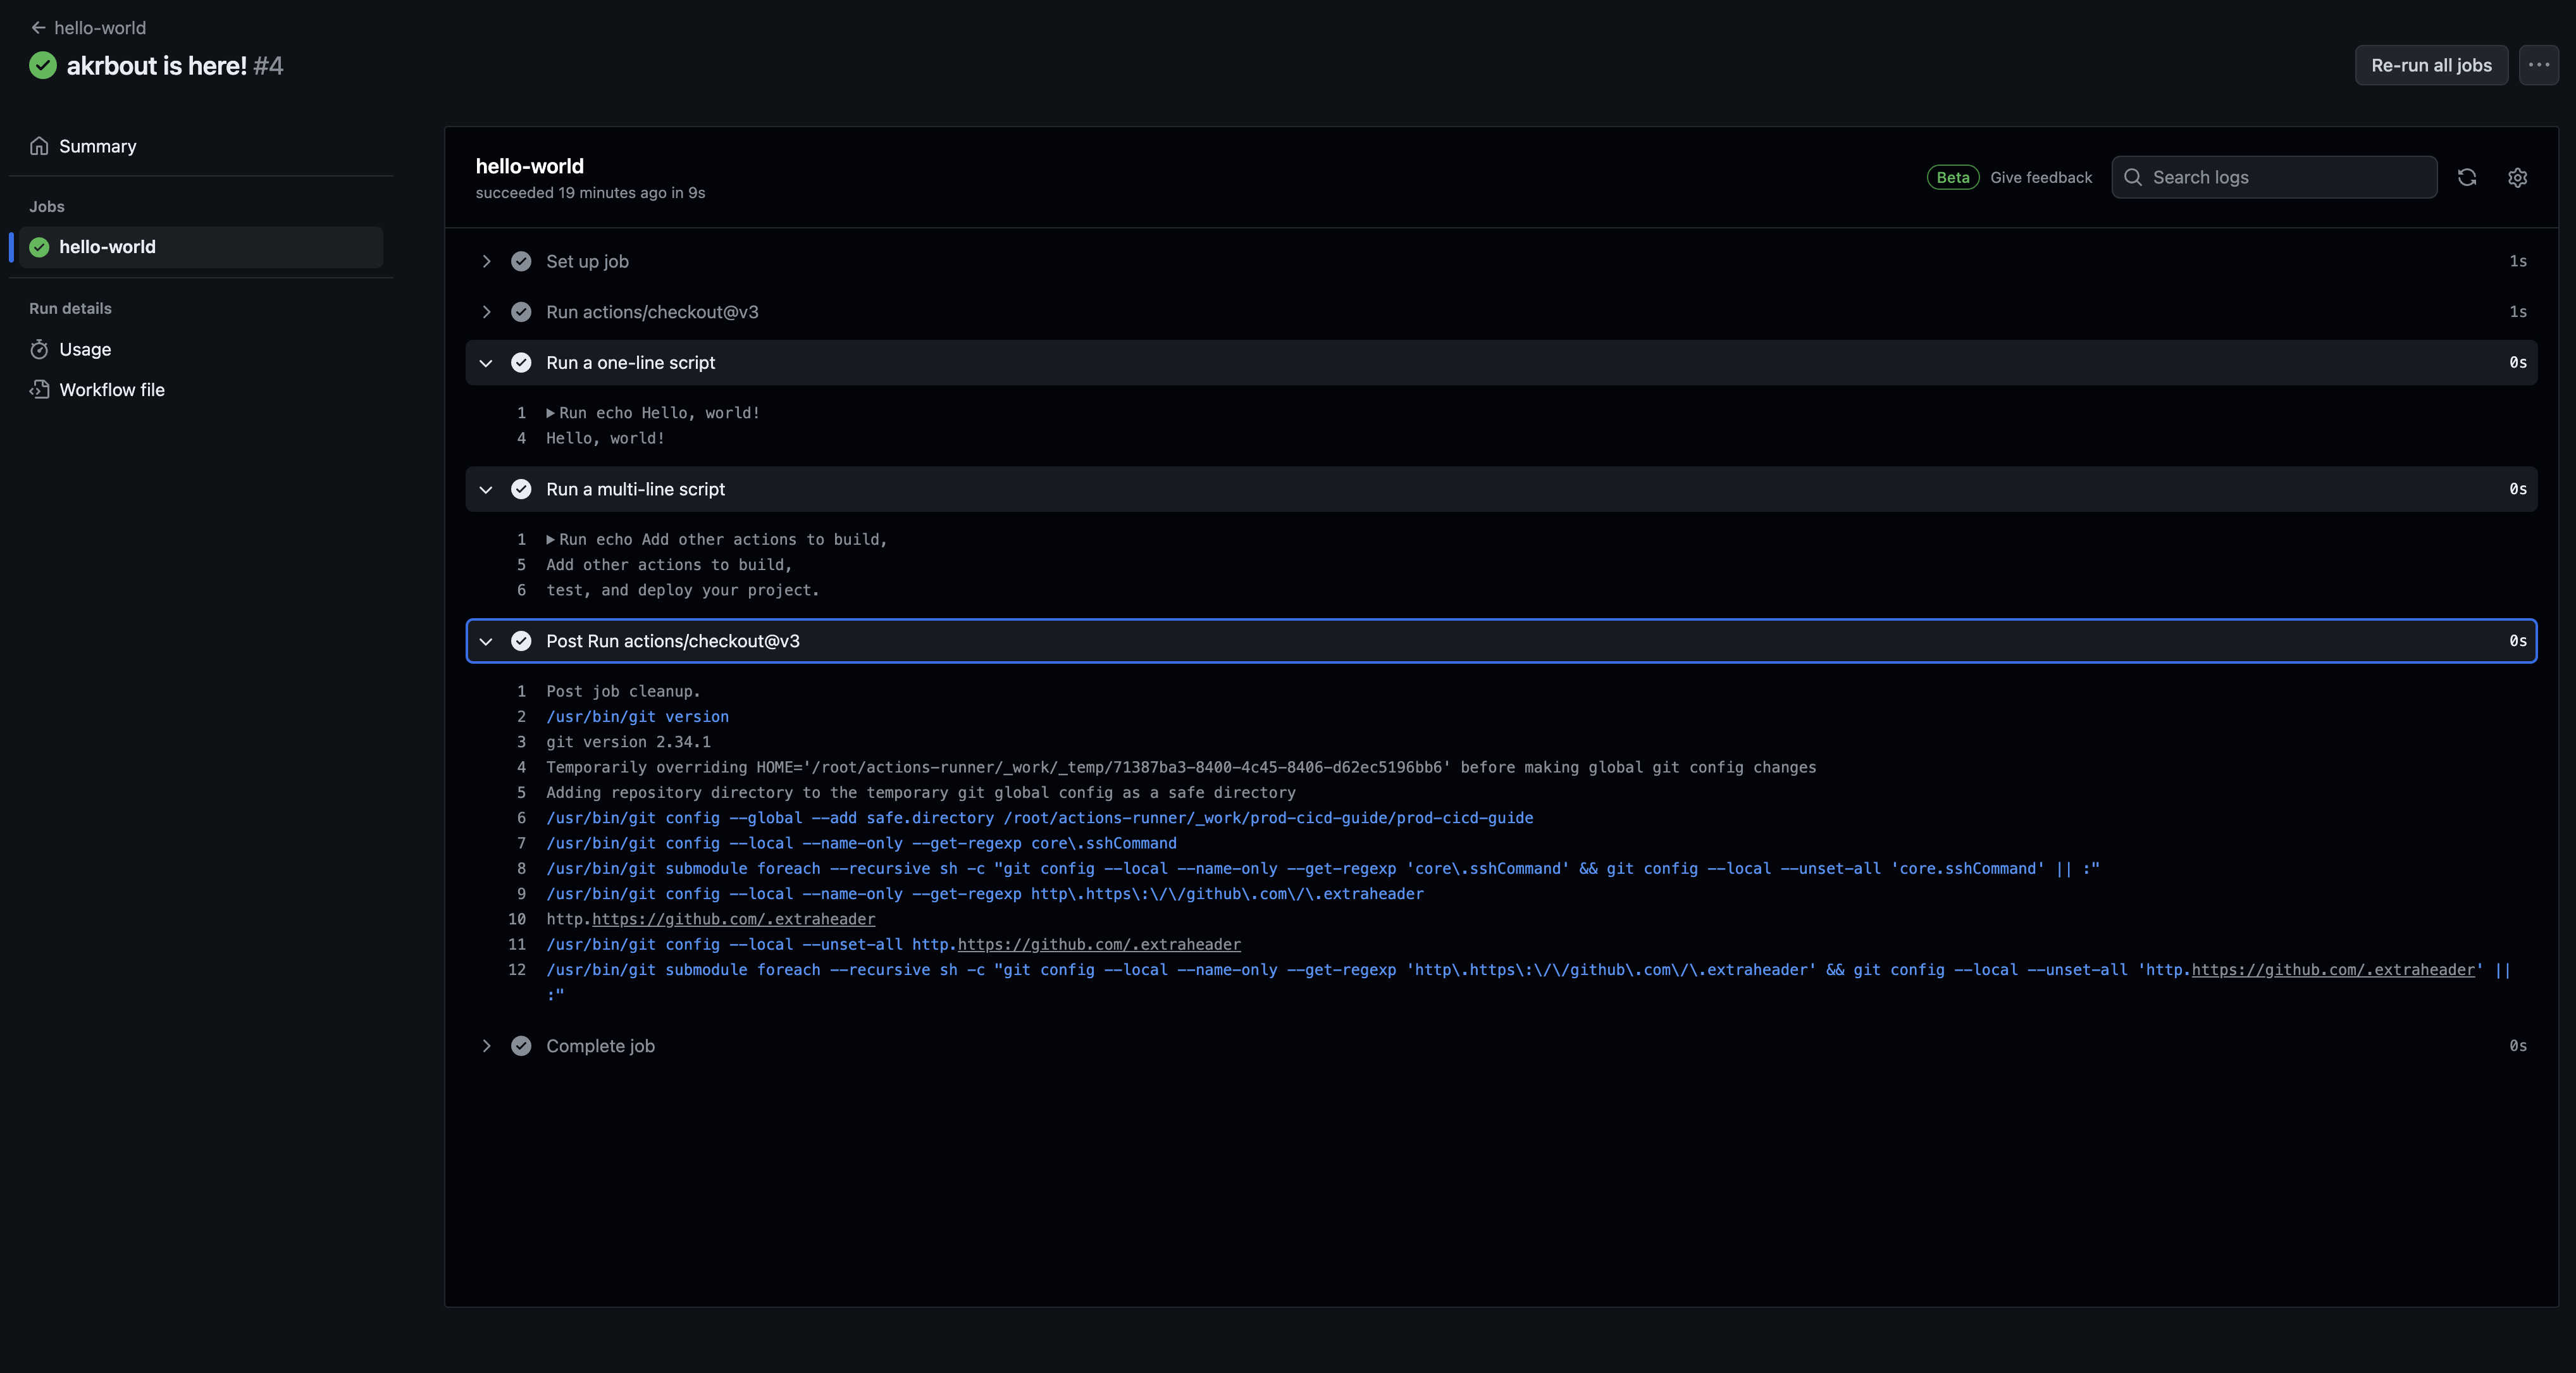 hello-world
akrbout is here! #4
Re-run all jobs
Summary
Jobs
hello-world
Run details
Usage
Workflow file
hello-world
succeeded 19 minutes ago in 9s
Beta
Give feedback
Search logs
Set up job 1s
Run actions/checkout@v3 1s
Run a one-line script 0s
1 Run echo Hello, world!
4 Hello, world!
Run a multi-line script 0s
1 Run echo Add other actions to build,
5 Add other actions to build,
6 test, and deploy your project.
Post Run actions/checkout@v3 0s
1 Post job cleanup.
2 /usr/bin/git version
3 git version 2.34.1
4 Temporarily overriding HOME='/root/actions-runner/_work/_temp/71387ba3-8400-4c45-8406-d62ec5196bb6' before making global git config changes
5 Adding repository directory to the temporary git global config as a safe directory
6 /usr/bin/git config --global --add safe.directory /root/actions-runner/_work/prod-cicd-guide/prod-cicd-guide
7 /usr/bin/git config --local --name-only --get-regexp core\.sshCommand
8 /usr/bin/git submodule foreach --recursive sh -c "git config --local --name-only --get-regexp 'core\.sshCommand' && git config --local --unset-all 'core.sshCommand' || :"
9 /usr/bin/git config --local --name-only --get-regexp http\.https\:\/\/github\.com\/\.extraheader
10 http.https://github.com/.extraheader
11 /usr/bin/git config --local --unset-all http.https://github.com/.extraheader
12 /usr/bin/git submodule foreach --recursive sh -c "git config --local --name-only --get-regexp 'http\.https\:\/\/github\.com\/\.extraheader' && git config --local --unset-all 'http.https://github.com/.extraheader' ||
:"
Complete job 0s